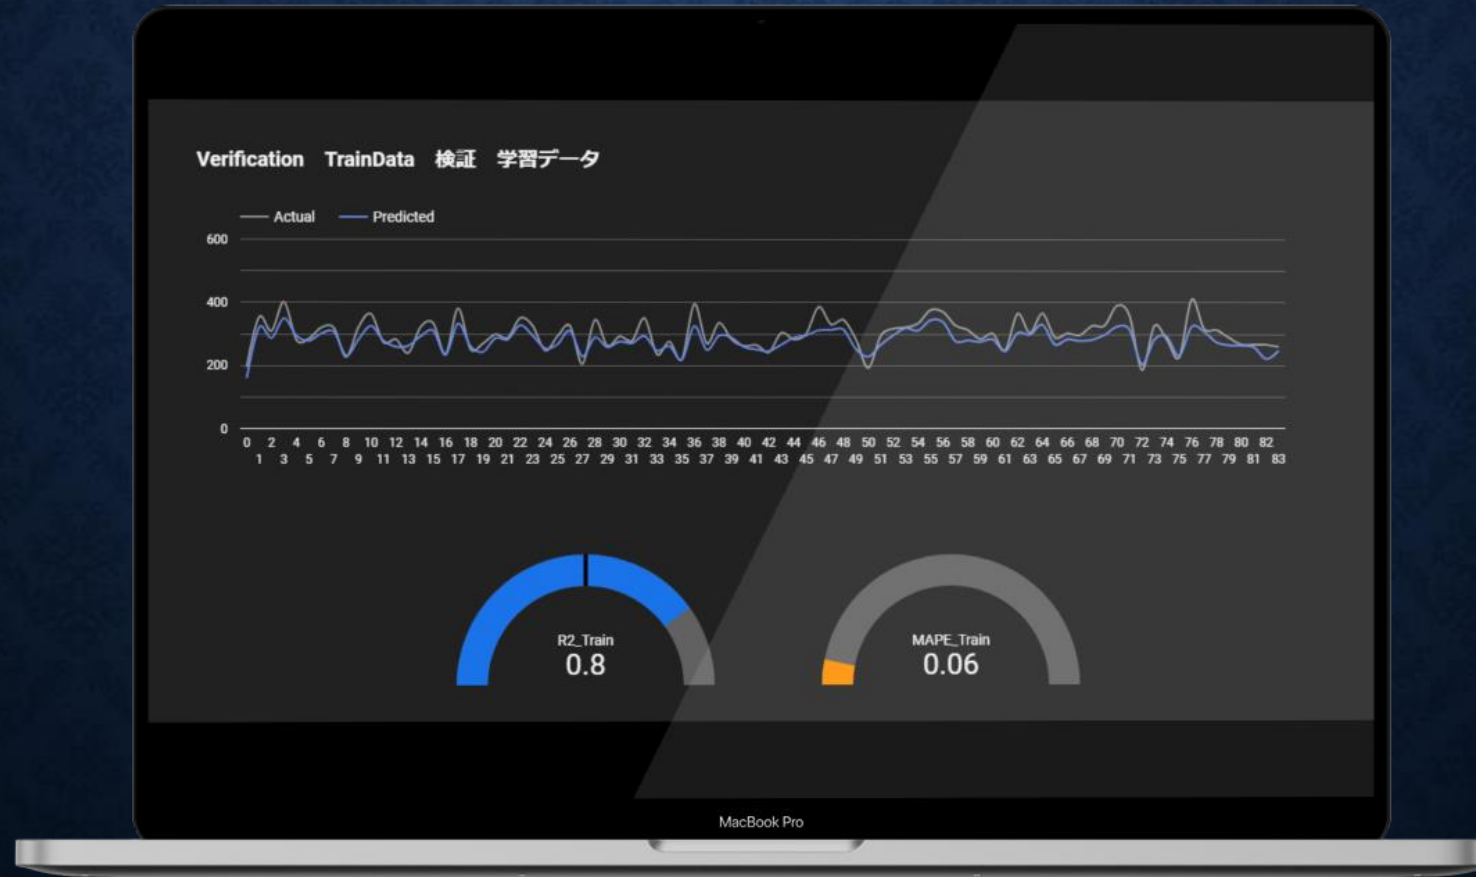 Verification TrainData 検証 学習データ
Actual Predicted
600
400
200
0
0 2 4 6 8 10 12 14 16 18 20 22 24 26 28 30 32 34 36 38 40 42 44 46 48 50 52 54 56 58 60 62 64 66 68 70 72 74 76 78 80 82
1 3 5 7 9 11 13 15 17 19 21 23 25 27 29 31 33 35 37 39 41 43 45 47 49 51 53 55 57 59 61 63 65 67 69 71 73 75 77 79 81 83
R2_Train
0.8
MAPE_Train
0.06
MacBook Pro